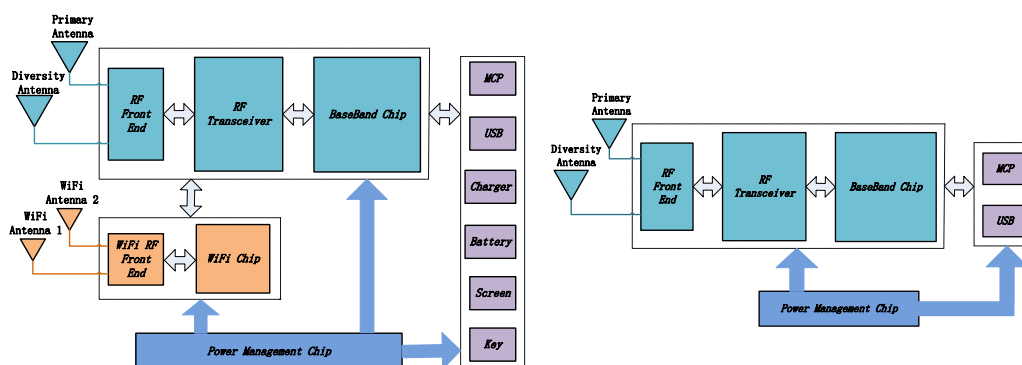 Primary
Antenna
Diversity
Antenna
RF
Front
End
RF
Transceiver
BaseBand Chip
MCP
USB
Charger
Battery
Screen
Key
WiFi
Antenna 2
WiFi
Antenna 1
WiFi RF
Front
End
WiFi Chip
Power Management Chip
Primary
Antenna
Diversity
Antenna
RF
Front
End
RF
Transceiver
BaseBand Chip
MCP
USB
Power Management Chip